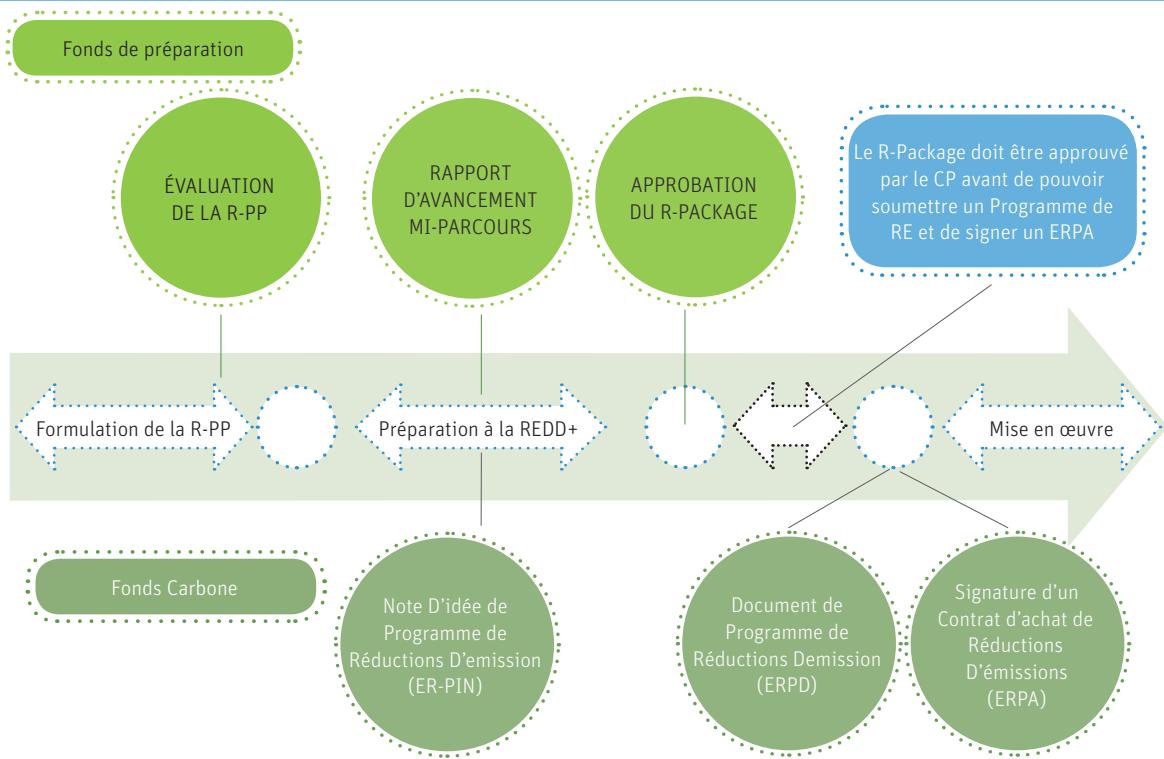 Fonds de préparation
ÉVALUATION
DE LA R-PP
RAPPORT
D'AVANCEMENT
MI-PARCOURS
APPROBATION
DU R-PACKAGE
Le R-Package doit être approuvé
par le CP avant de pouvoir
soumettre un Programme de
RE et de signer un ERPA
Formulation de la R-PP
Préparation à la REDD+
Mise en œuvre
Fonds Carbone
Note D'idée de
Programme de
Réductions D'emission
(ER-PIN)
Document de
Programme de
Réductions Demission
(ERPD)
Signature d'un
Contrat d'achat de
Réductions
D'émissions
(ERPA)